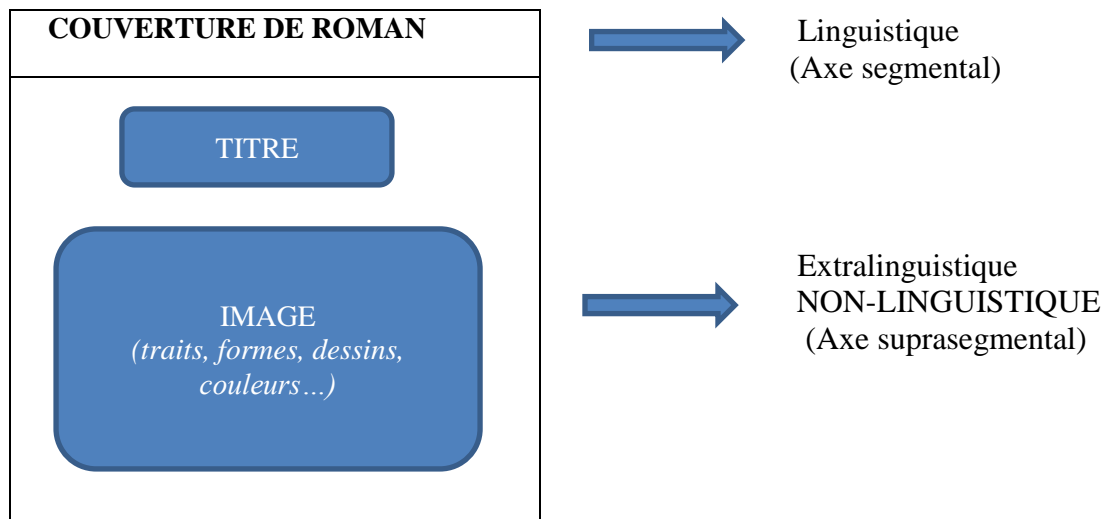 COUVERTURE DE ROMAN
Linguistique
(Axe segmental)
TITRE
IMAGE
(traits, formes, dessins,
couleurs…)
Extralinguistique
NON-LINGUISTIQUE
(Axe suprasegmental)